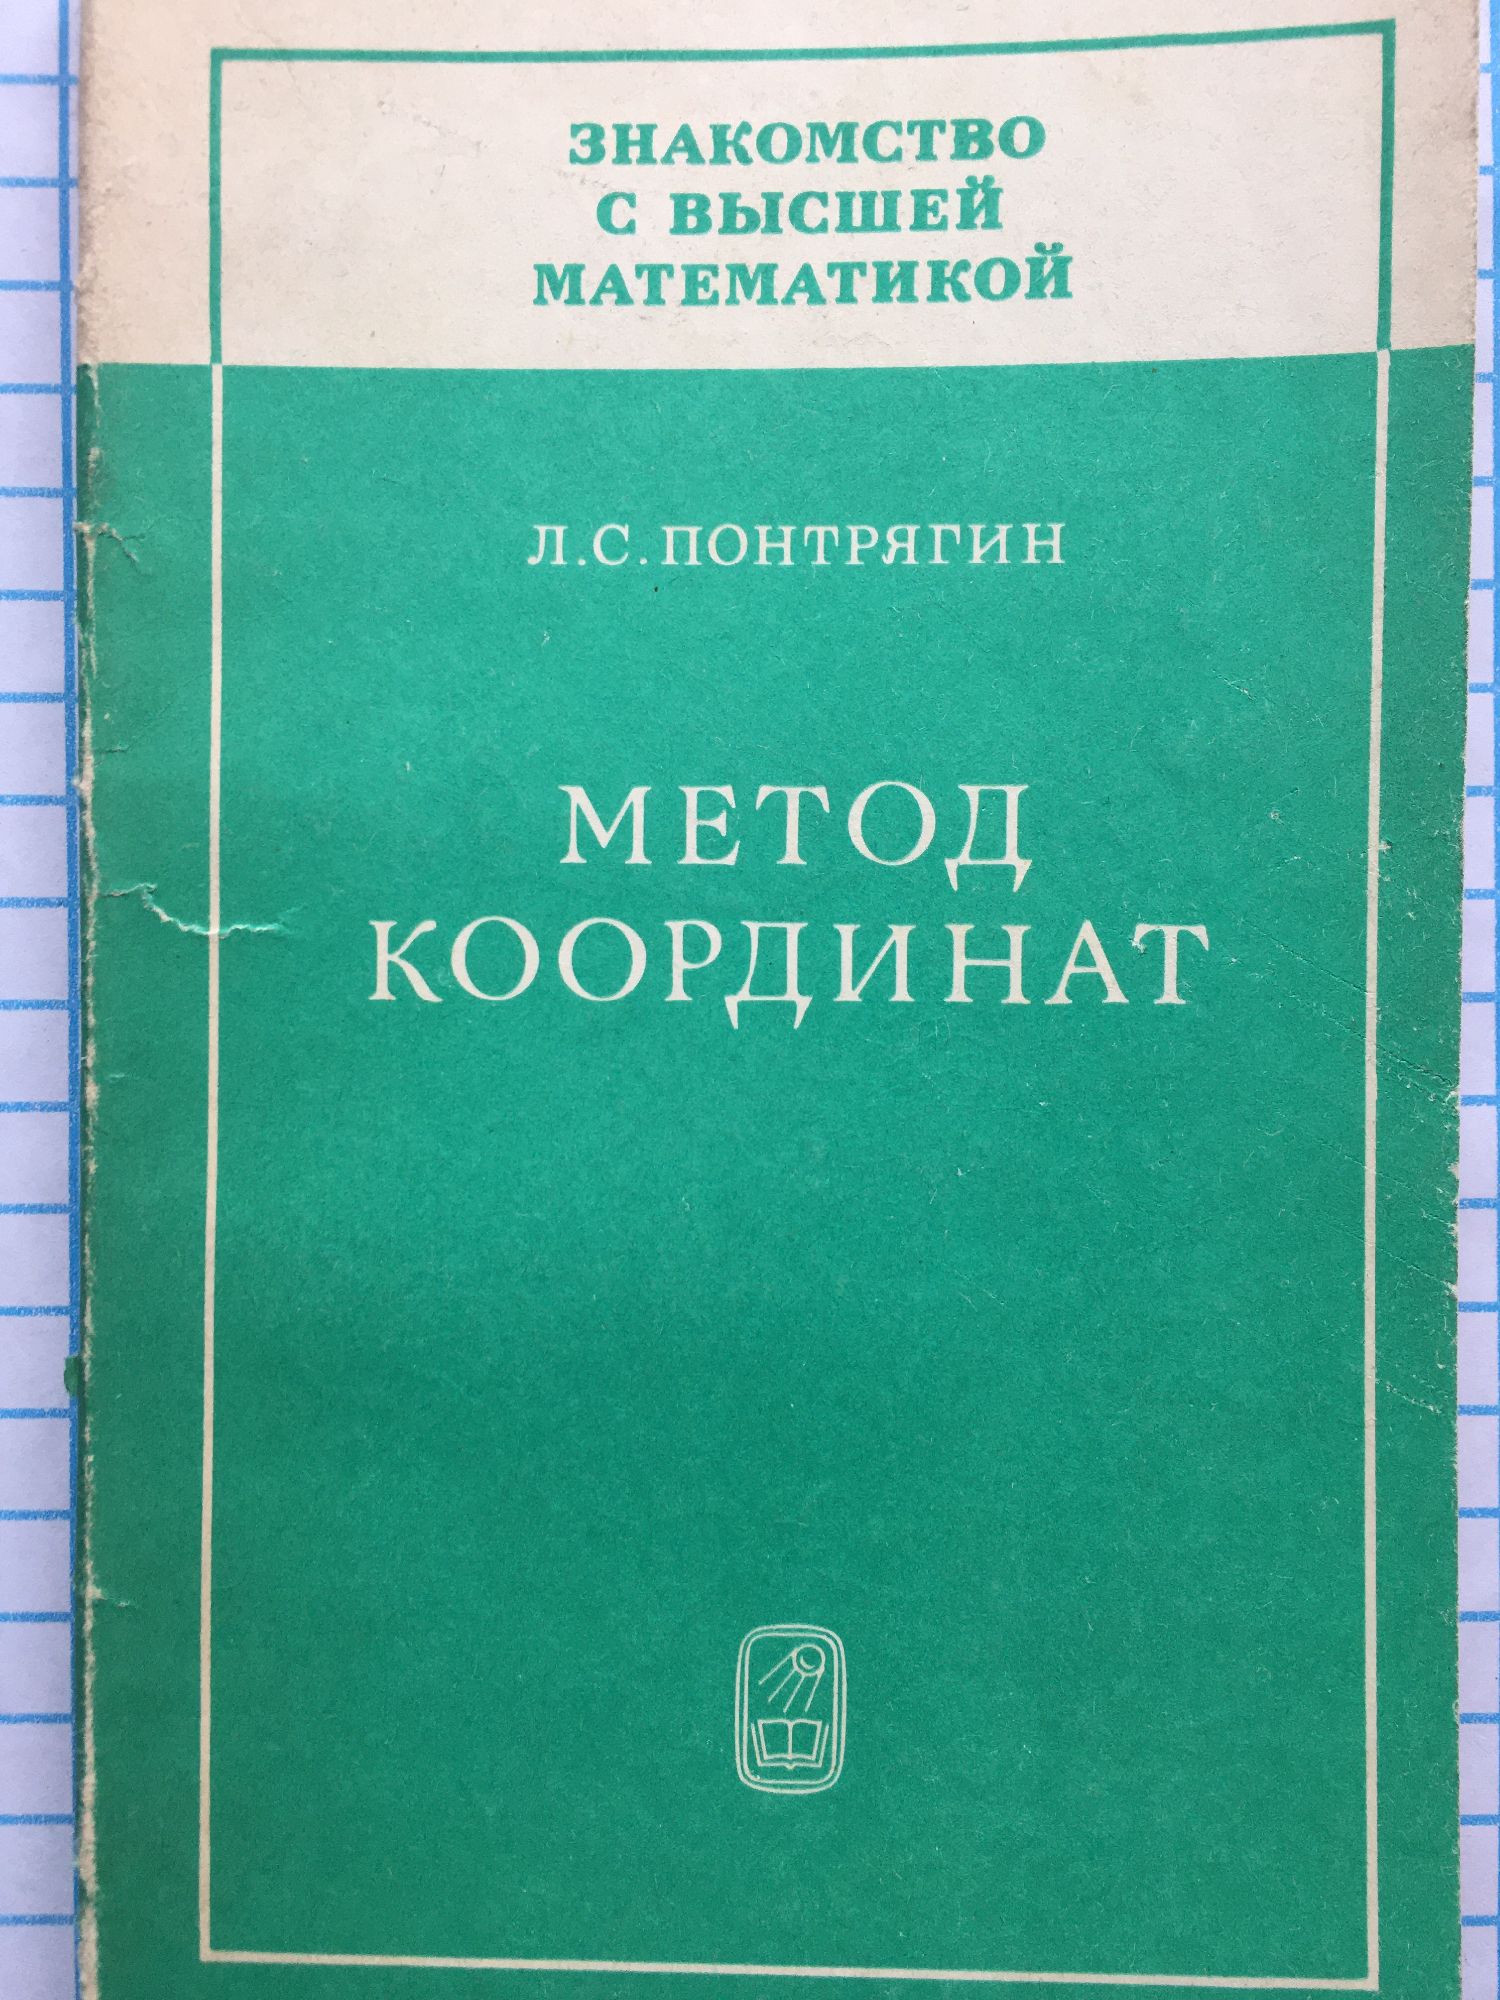 ЗНАКОМСТВО
С ВЫСШЕЙ
МАТЕМАТИКОЙ
Л.С.ПОНТРЯГИН
МЕТОД
КООРДИНАТ